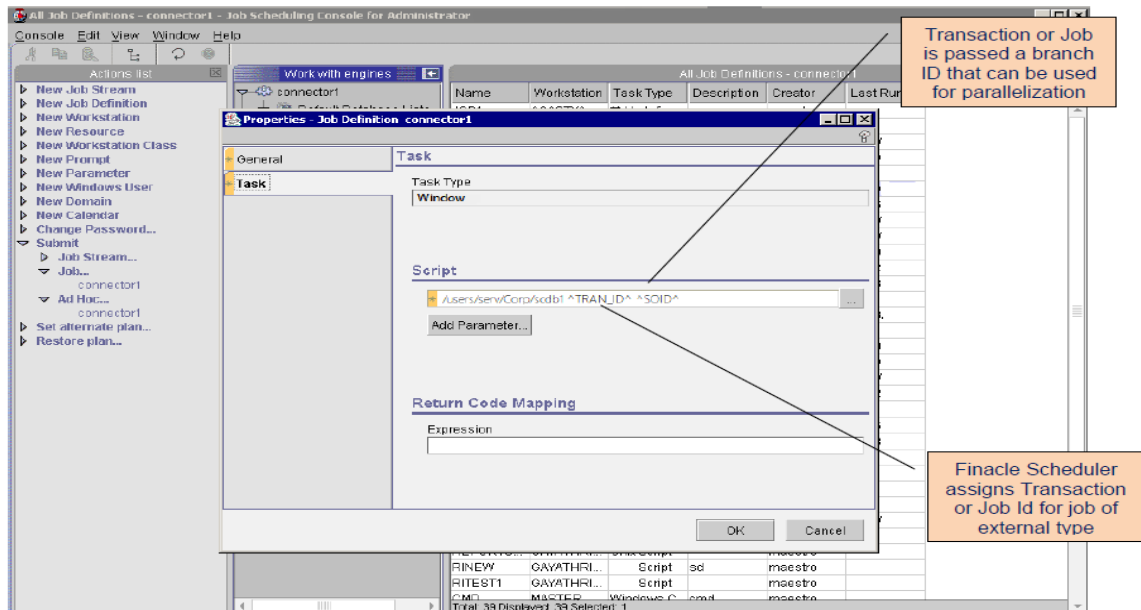 All Job Definitions - connector1 - Job Scheduling Console for Administrator
Console Edit View Window Help
Actions list
New Job Stream
New Job Definition
New Workstation
New Resource
New Workstation Class
New Prompt
New Parameter
New Windows User
New Domain
New Calendar
Change Password...
Submit
Job Stream...
Job...
connector1
Ad Hoc...
connector1
Set alternate plan...
Restore plan...
Work with engines
connector1
All Job Definitions - connector1
Name Workstation Task Type Description Creator Last Run
Properties - Job Definition connector1
General
Task
Task
Task Type
Window
Script
/users/serv/Corp/scdb1 ^TRAN_ID^ ^SOID^
...
Add Parameter...
Return Code Mapping
Expression
OK Cancel
RINEW GAYATHRI... Script sd maestro
RITEST1 GAYATHRI... Script maestro
CMD MASTER Windows C cmd maestro
Total: 39 Displayed: 39 Selected: 1
Transaction or Job
is passed a branch
ID that can be used
for parallelization
Finacle Scheduler
assigns Transaction
or Job Id for job of
external type